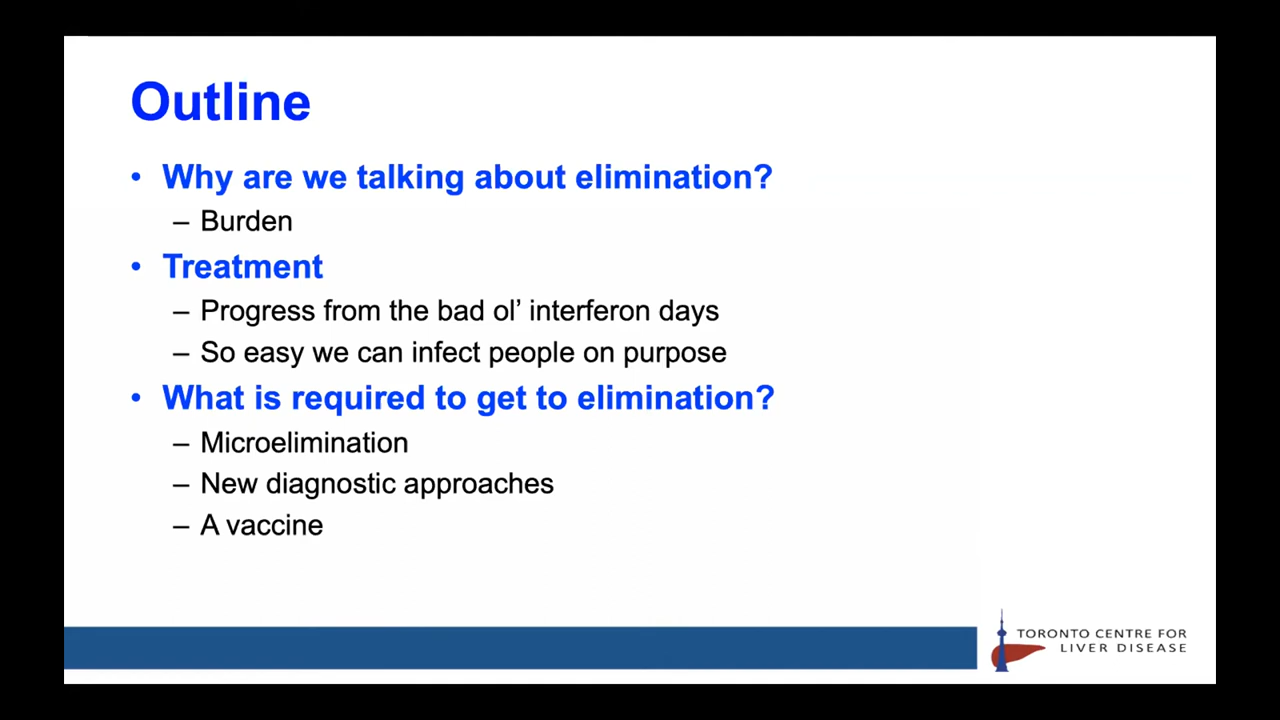 Outline
• Why are we talking about elimination?
– Burden
• Treatment
– Progress from the bad ol’ interferon days
– So easy we can infect people on purpose
• What is required to get to elimination?
– Microelimination
– New diagnostic approaches
– A vaccine
TORONTO CENTRE FOR
LIVER DISEASE